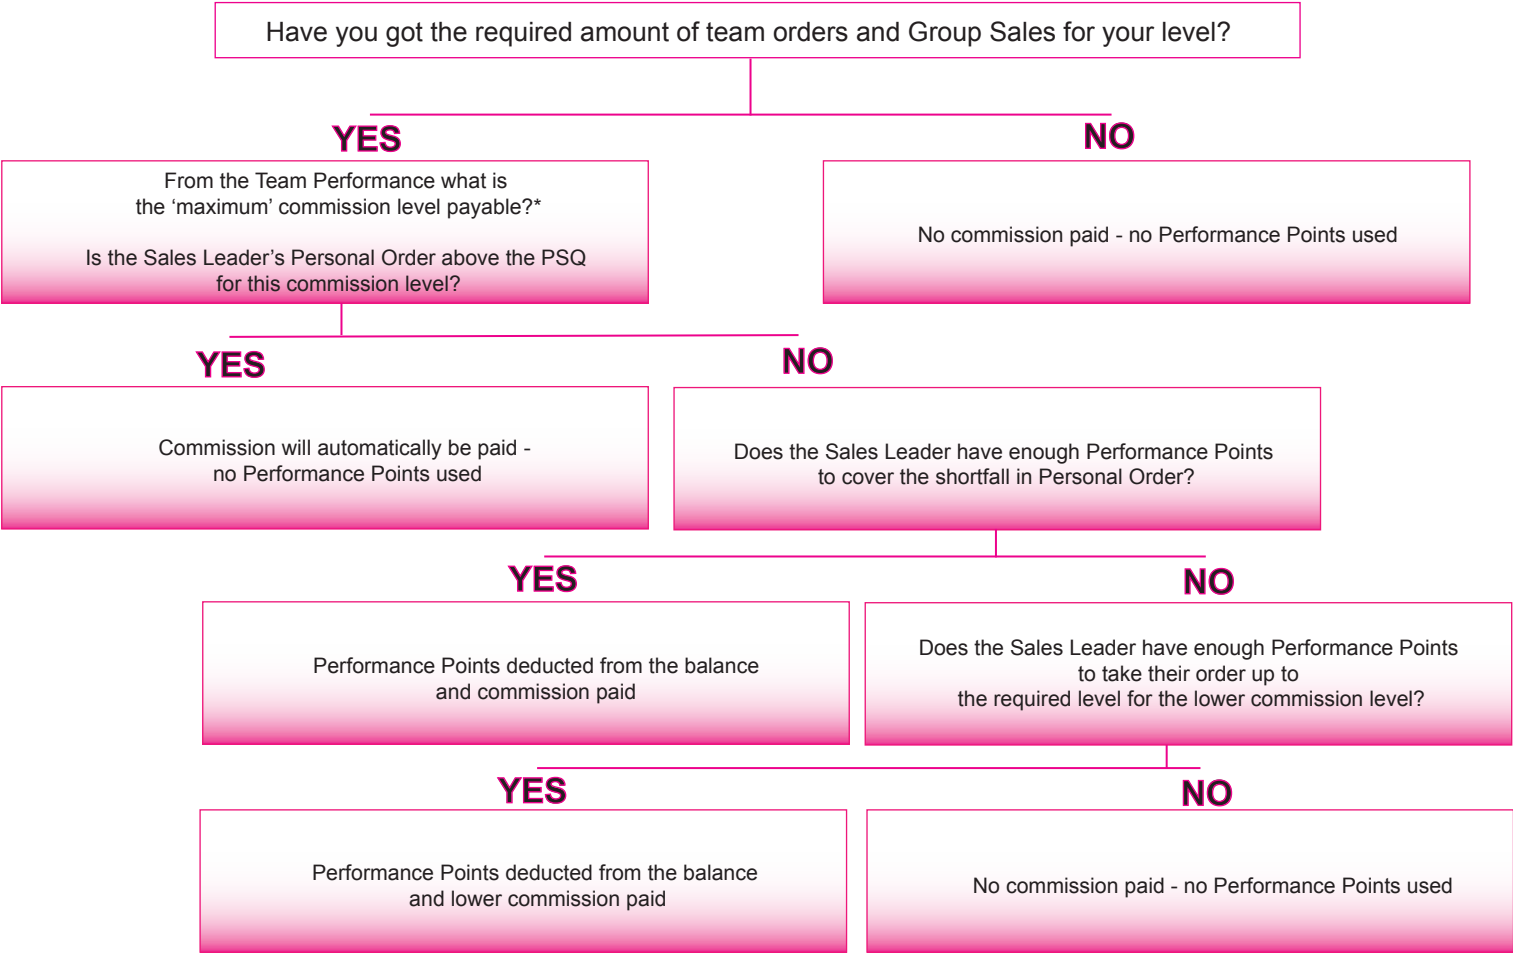 Have you got the required amount of team orders and Group Sales for your level?
YES
NO
From the Team Performance what is
the ‘maximum’ commission level payable?*
Is the Sales Leader’s Personal Order above the PSQ
for this commission level?
No commission paid - no Performance Points used
YES
NO
Commission will automatically be paid -
no Performance Points used
Does the Sales Leader have enough Performance Points
to cover the shortfall in Personal Order?
YES
NO
Performance Points deducted from the balance
and commission paid
Does the Sales Leader have enough Performance Points
to take their order up to
the required level for the lower commission level?
YES
NO
Performance Points deducted from the balance
and lower commission paid
No commission paid - no Performance Points used